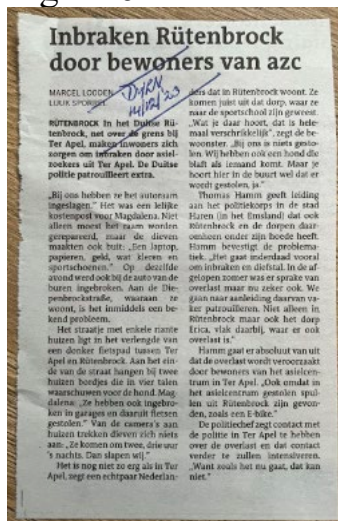 Inbraken Rütenbrock
door bewoners van azc
MARCEL LOODEN
LUUK SPORREL
DVHN
14/12/'23
RÜTENBROCK In het Duitse Rü-
tenbrock, net over de grens bij
Ter Apel, maken inwoners zich
zorgen om inbraken door asiel-
zoekers uit Ter Apel. De Duitse
politie patrouilleert extra.
„Bij ons hebben ze het autoraam
ingeslagen.” Het was een lelijke
kostenpost voor Magdalena. Niet
alleen moest het raam worden
gerepareerd, maar de dieven
maakten ook buit: „Een laptop,
papieren, geld, wat kleren en
sportschoenen.” Op dezelfde
avond werd ook bij de auto van de
buren ingebroken. Aan de Die-
penbrockstraße, waaraan ze
woont, is het inmiddels een be-
kend probleem.
Het straatje met enkele riante
huizen ligt in het verlengde van
een donker fietspad tussen Ter
Apel en Rütenbrock. Aan het ein-
de van de straat hangen bij twee
huizen bordjes die in vier talen
waarschuwen voor de hond. Mag-
dalena: „Ze hebben ook ingebro-
ken in garages en daaruit fietsen
gestolen.” Van de camera's aan
huizen trekken dieven zich niets
aan: „Ze komen om twee, drie uur
's nachts. Dan slapen wij.”
Het is nog niet zo erg als in Ter
Apel, zegt een echtpaar Nederlan-
ders dat in Rütenbrock woont. Ze
komen juist uit dat dorp, waar ze
naar de sportschool zijn geweest.
„Wat je daar hoort, dat is hele-
maal verschrikkelijk”, zegt de be-
woonster. „Bij ons is niets gesto-
len. Wij hebben ook een hond die
blaft als iemand komt. Maar je
hoort hier in de buurt wel dat er
wordt gestolen, ja.”
Thomas Hamm geeft leiding
aan het politiekorps in de stad
Haren (in het Emsland) dat ook
Rütenbrock en de dorpen daar-
omheen onder zijn hoede heeft.
Hamm bevestigt de problema-
tiek. „Het gaat inderdaad vooral
om inbraken en diefstal. In de af-
gelopen zomer was er sprake van
overlast maar nu zeker ook. We
gaan naar aanleiding daarvan va-
ker patrouilleren. Niet alleen in
Rütenbrock maar ook het dorp
Erica, vlak daarbij, waar er ook
overlast is.”
Hamm gaat er absoluut van uit
dat de overlast wordt veroorzaakt
door bewoners van het asielcen-
trum in Ter Apel. „Ook omdat in
het asielcentrum gestolen spul-
len uit Rütenbrock zijn gevon-
den, zoals een E-bike.”
De politiechef zegt contact met
de politie in Ter Apel te hebben
over de overlast en dat contact
verder te zullen intensiveren.
„Want zoals het nu gaat, dat kan
niet.”